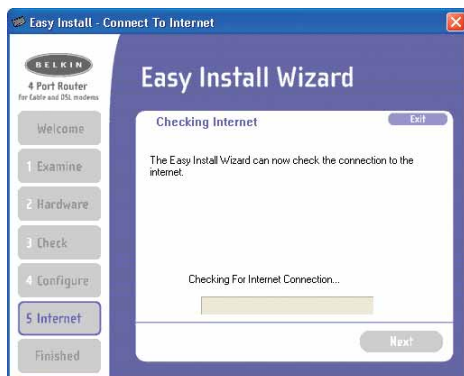 Easy Install - Connect To Internet
BELKIN
4 Port Router
for Cable and DSL modems
Easy Install Wizard
Welcome
1 Examine
2 Hardware
3 Check
4 Configure
5 Internet
Finished
Checking Internet
Exit
The Easy Install Wizard can now check the connection to the
internet.
Checking For Internet Connection...
Next